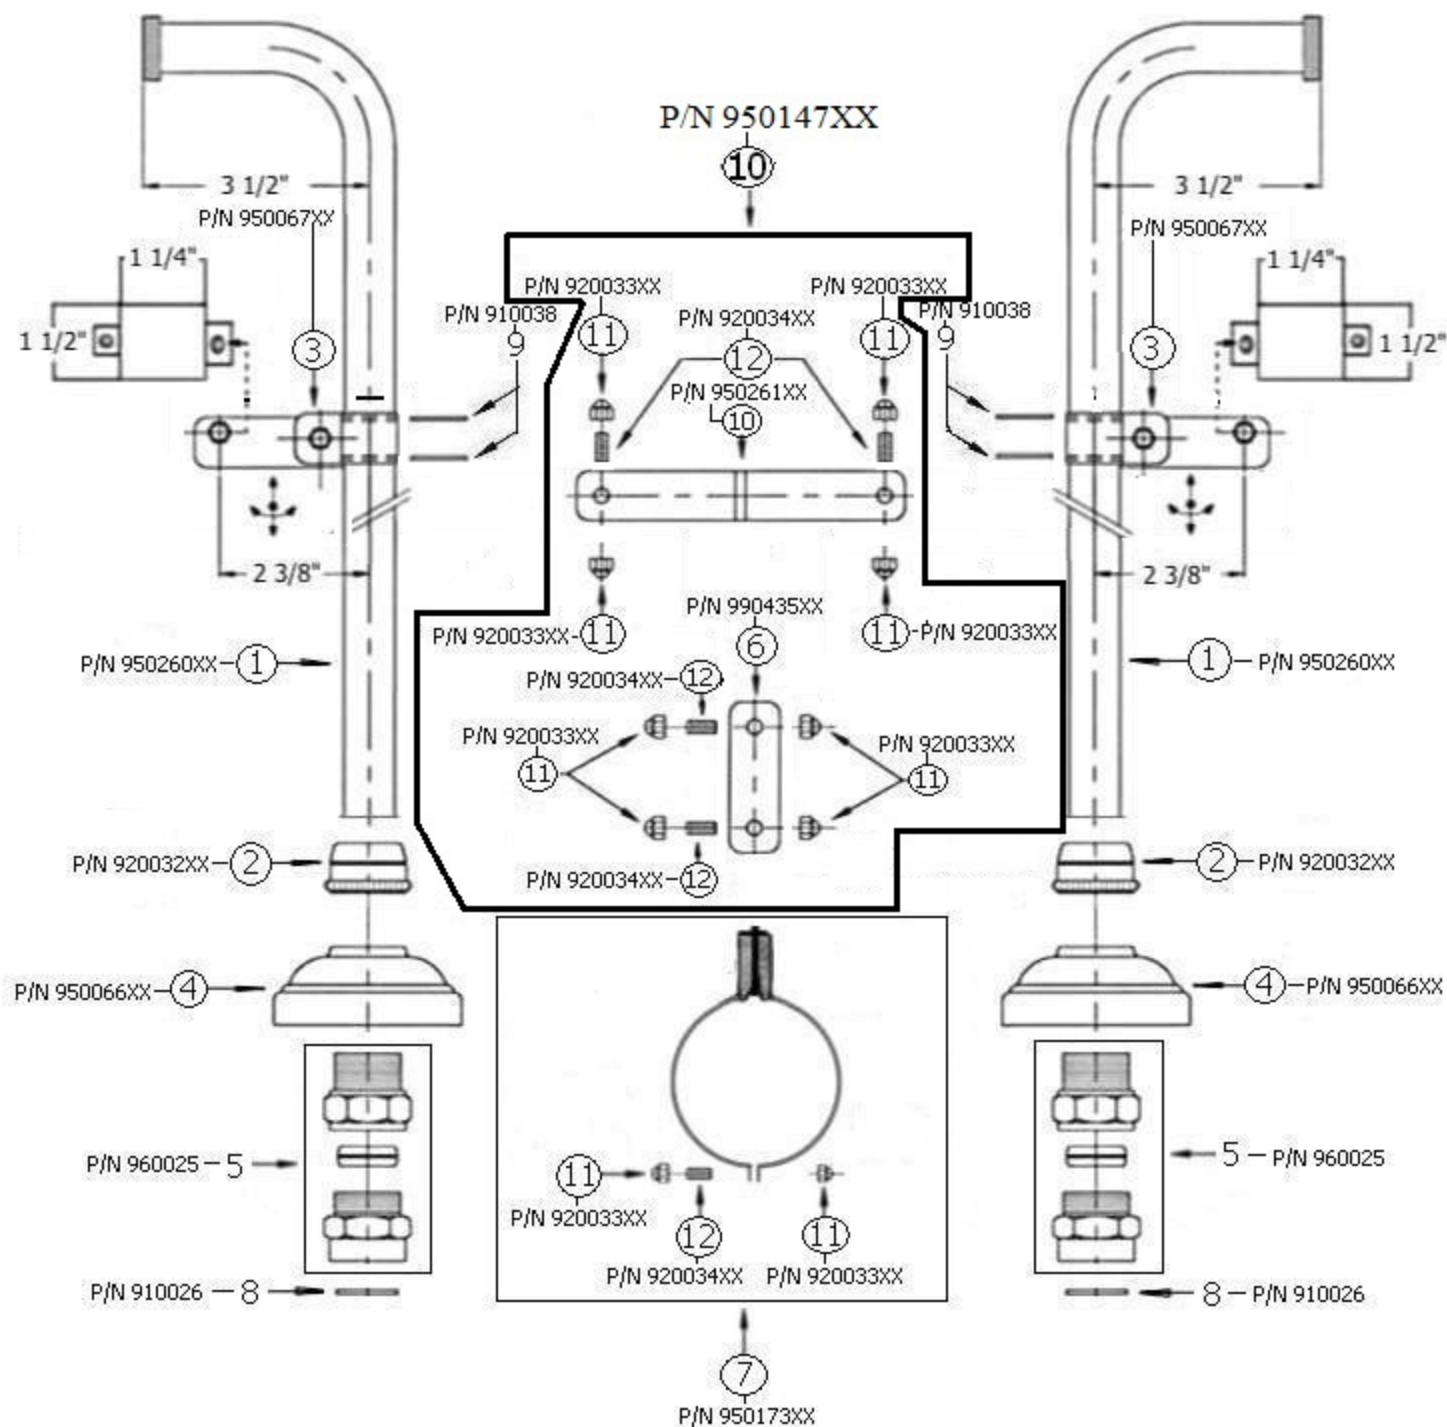 P/N 950147XX
10
3 1/2"
3 1/2"
P/N 950067XX
P/N 950067XX
1 1/4"
1 1/4"
P/N 920033XX
P/N 920033XX
P/N 910038
P/N 920034XX
P/N 910038
1 1/2"
3
9
11
12
11
9
3
1 1/2"
P/N 950261XX
10
2 3/8"
2 3/8"
P/N 990435XX
P/N 920033XX
11
11
P/N 920033XX
6
P/N 950260XX
1
1
P/N 950260XX
P/N 920034XX
12
P/N 920033XX
P/N 920033XX
11
11
P/N 920032XX
2
2
P/N 920032XX
P/N 920034XX
12
P/N 950066XX
4
4
P/N 950066XX
P/N 960025
5
5
P/N 960025
11
P/N 920033XX
12
11
P/N 920034XX
P/N 920033XX
P/N 910026
8
8
P/N 910026
7
P/N 950173XX